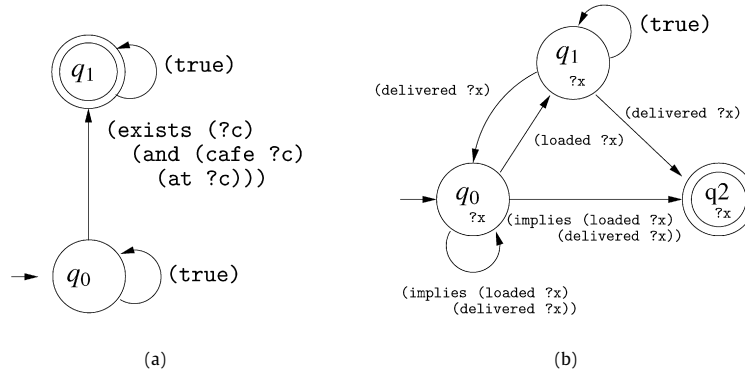 q1
(true)
(exists (?c)
(and (cafe ?c)
(at ?c)))
q0
(true)
(a)
q1
?x
(true)
(delivered ?x)
(delivered ?x)
(loaded ?x)
q0
?x
q2
?x
(implies (loaded ?x)
(delivered ?x))
(implies (loaded ?x)
(delivered ?x))
(b)